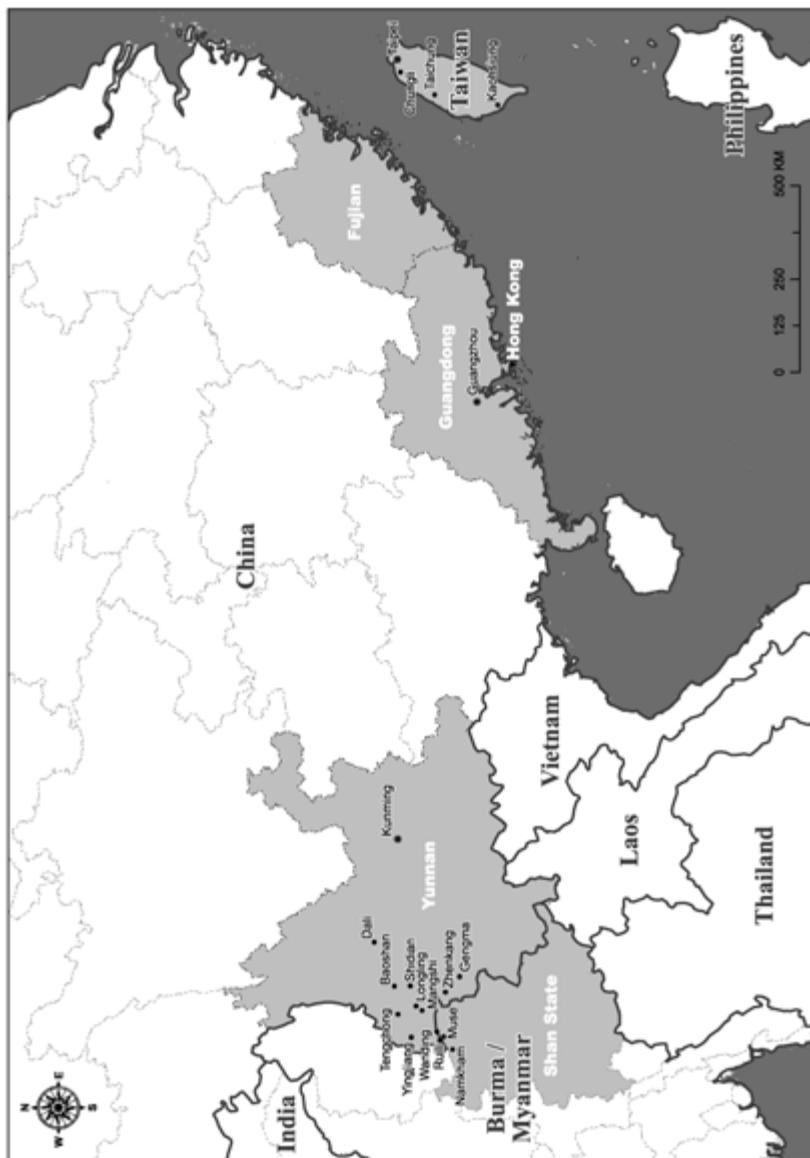 N
E
S
W
India
China
Burma /
Myanmar
Shan State
Yunnan
Tengchong
Yingjiang
Wanding
Ruili
Namkham
Muse
Baoshan
Shidian
Longling
Mangshi
Zhenkang
Gengma
Dali
Kunming
Vietnam
Laos
Thailand
Guangdong
Guangzhou
Hong Kong
Fujian
Taipei
Chungli
Taichung
Taiwan
Kaohsiung
Philippines
0 125 250 500 KM